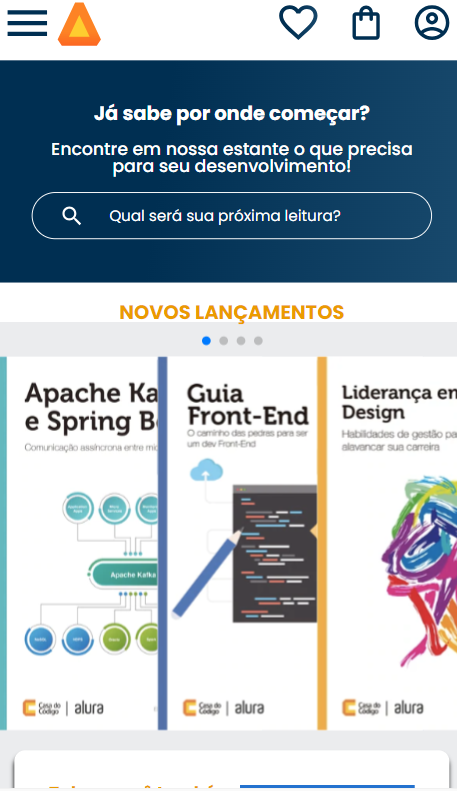 Já sabe por onde começar?
Encontre em nossa estante o que precisa
para seu desenvolvimento!
Qual será sua próxima leitura?
NOVOS LANÇAMENTOS
Apache Ka
e Spring B
Comunicação assíncrona entre mic
Apache Kafka
Casa do
Código | alura
Guia
Front-End
O caminho das pedras para ser
um dev Front-End
Casa do
Código | alura
Liderança em
Design
Habilidades de gestão pa
alavancar sua carreira
Casa do
Código | alura